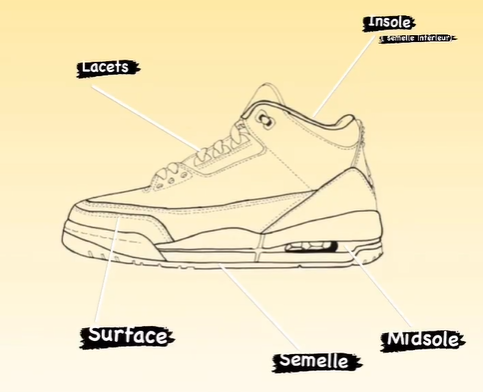 Insole
( semelle intérieur)
Lacets
Surface
Midsole
Semelle